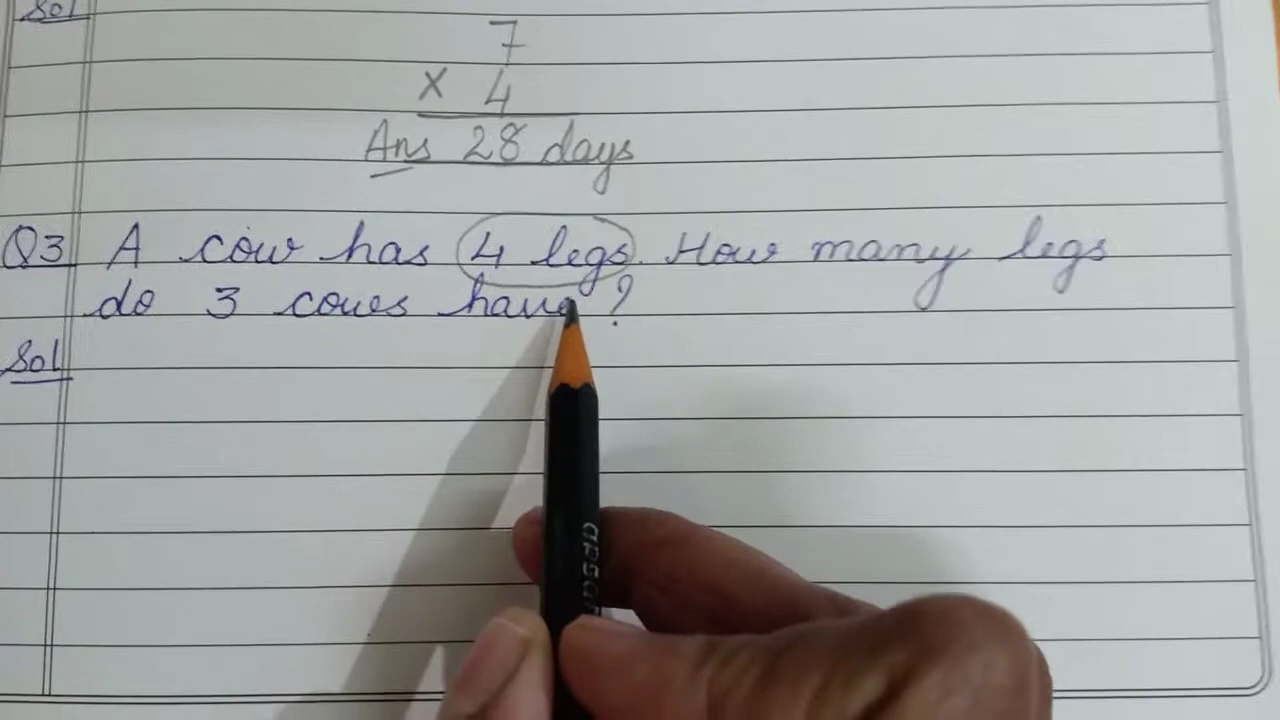 Sol
7
× 4
Ans 28 days
Q3 A cow has 4 legs. How many legs
do 3 cows have?
Sol